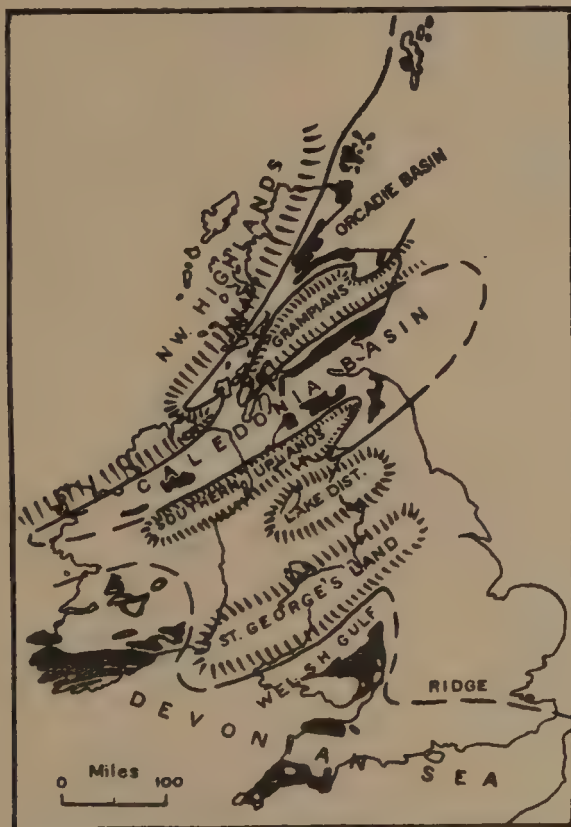 N.W. HIGHLANDS
ORCADIE BASIN
GRAMPIANS
CALEDONIA BASIN
SOUTHERN UPLANDS
LAKE DIST.
ST. GEORGE'S LAND
WELSH GULF
RIDGE
DEVONIAN SEA
Miles
0 100